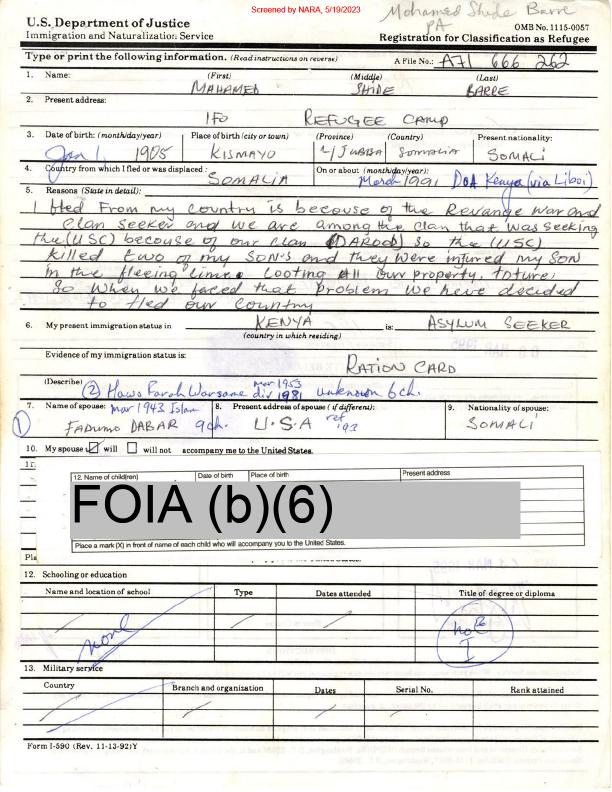 Screened by NARA, 5/19/2023
Mohamed Shide Barre
PA
U.S. Department of Justice
Immigration and Naturalization Service
OMB No. 1115-0057
Registration for Classification as Refugee
Type or print the following information. (Read instructions on reverse)
A File No.: A71 666 262
1. Name: (First) (Middle) (Last)
MAHAMED SHIDE BARRE
2. Present address:
IFO REFUGEE CAMP
3. Date of birth: (month/day/year) Place of birth (city or town) (Province) (Country) Present nationality:
Jan 1, 1905 KISMAYO L/JUBBA Somalia SOMALI
4. Country from which I fled or was displaced: On or about (month/day/year):
SOMALIA March 1991 DOA Kenya (via Liboi)
5. Reasons (State in detail):
I fled From my country is becouse of the Revange war and
clan seeker and we are among the clan that was seeking
the (USC) becouse of our clan (DAROD) So the (USC)
killed two of my SON'S and they were injured my SON
in the fleeing time. Looting All our property, toture,
So when we faced that Problem We have decided
to fled our Country
6. My present immigration status in KENYA is: ASYLUM SEEKER
(country in which residing)
Evidence of my immigration status is:
RATION CARD
(Describe) mar 1953
(2) Hawo Farah Warsame div 1981 unknown 6 ch.
7. Name of spouse: mar 1943 Islam 8. Present address of spouse (if different): 9. Nationality of spouse:
(1) FADUMO DABAR 9ch. U.S.A ref '93 SOMALI
10. My spouse will will not accompany me to the United States.
11.
12. Name of child(ren) Date of birth Place of birth Present address
FOIA (b)(6)
Place a mark (X) in front of name of each child who will accompany you to the United States.
Pla
12. Schooling or education
Name and location of school Type Dates attended Title of degree or diploma
none no E
I
13. Military service
Country Branch and organization Dates Serial No. Rank attained
Form I-590 (Rev. 11-13-92)Y